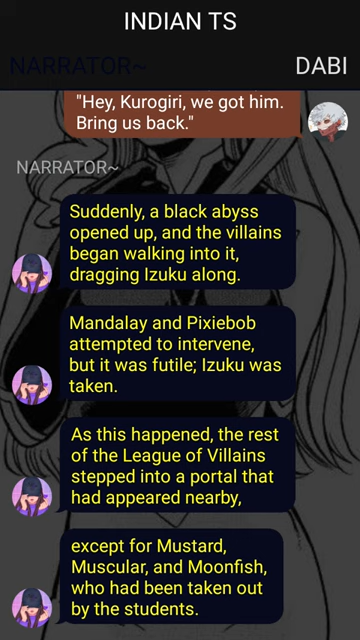 INDIAN TS
NARRATOR~
DABI
"Hey, Kurogiri, we got him.
Bring us back."
NARRATOR~
Suddenly, a black abyss
opened up, and the villains
began walking into it,
dragging Izuku along.
Mandalay and Pixiebob
attempted to intervene,
but it was futile; Izuku was
taken.
As this happened, the rest
of the League of Villains
stepped into a portal that
had appeared nearby,
except for Mustard,
Muscular, and Moonfish,
who had been taken out
by the students.